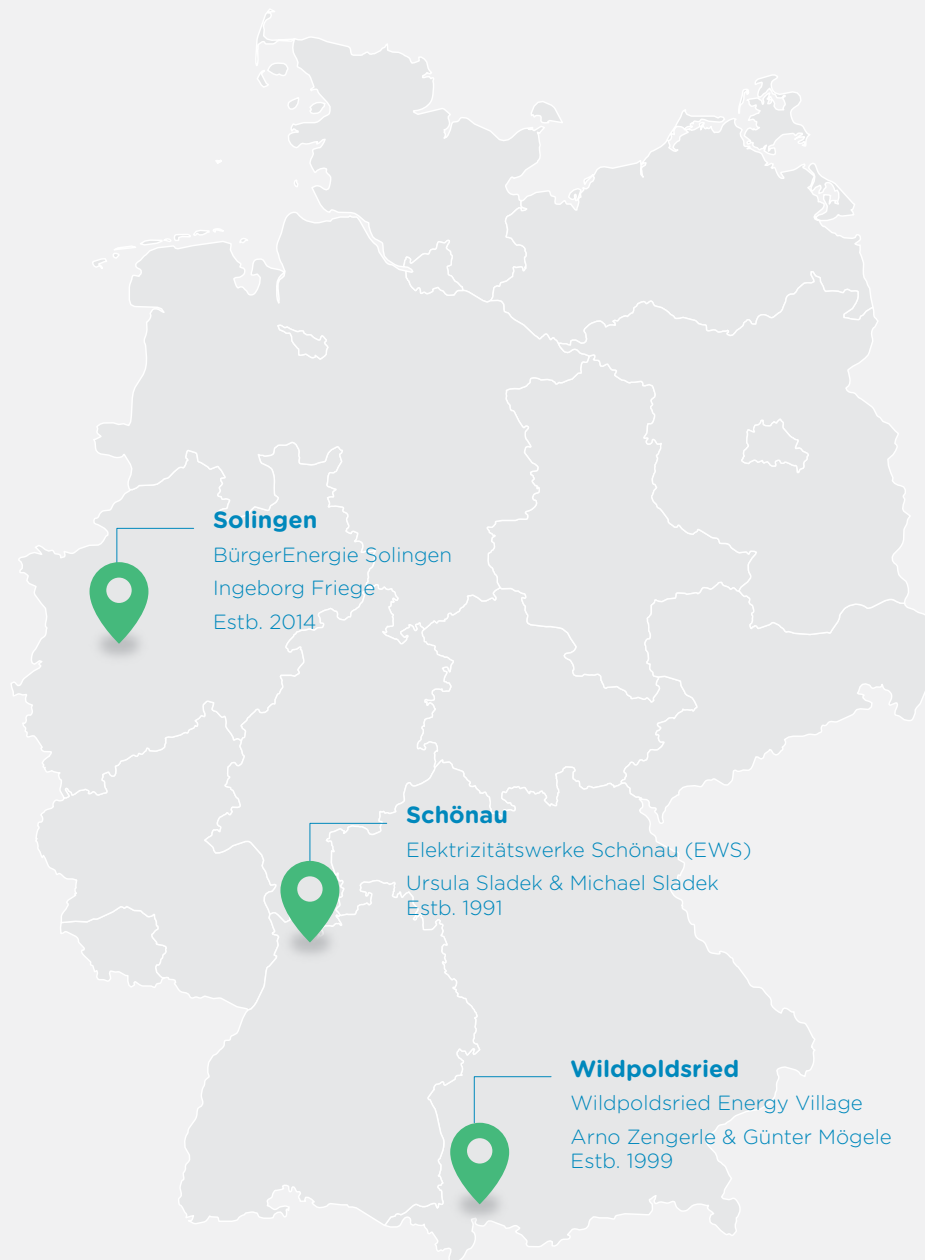 Solingen
BürgerEnergie Solingen
Ingeborg Friege
Estb. 2014
Schönau
Elektrizitätswerke Schönau (EWS)
Ursula Sladek & Michael Sladek
Estb. 1991
Wildpoldsried
Wildpoldsried Energy Village
Arno Zengerle & Günter Mögele
Estb. 1999